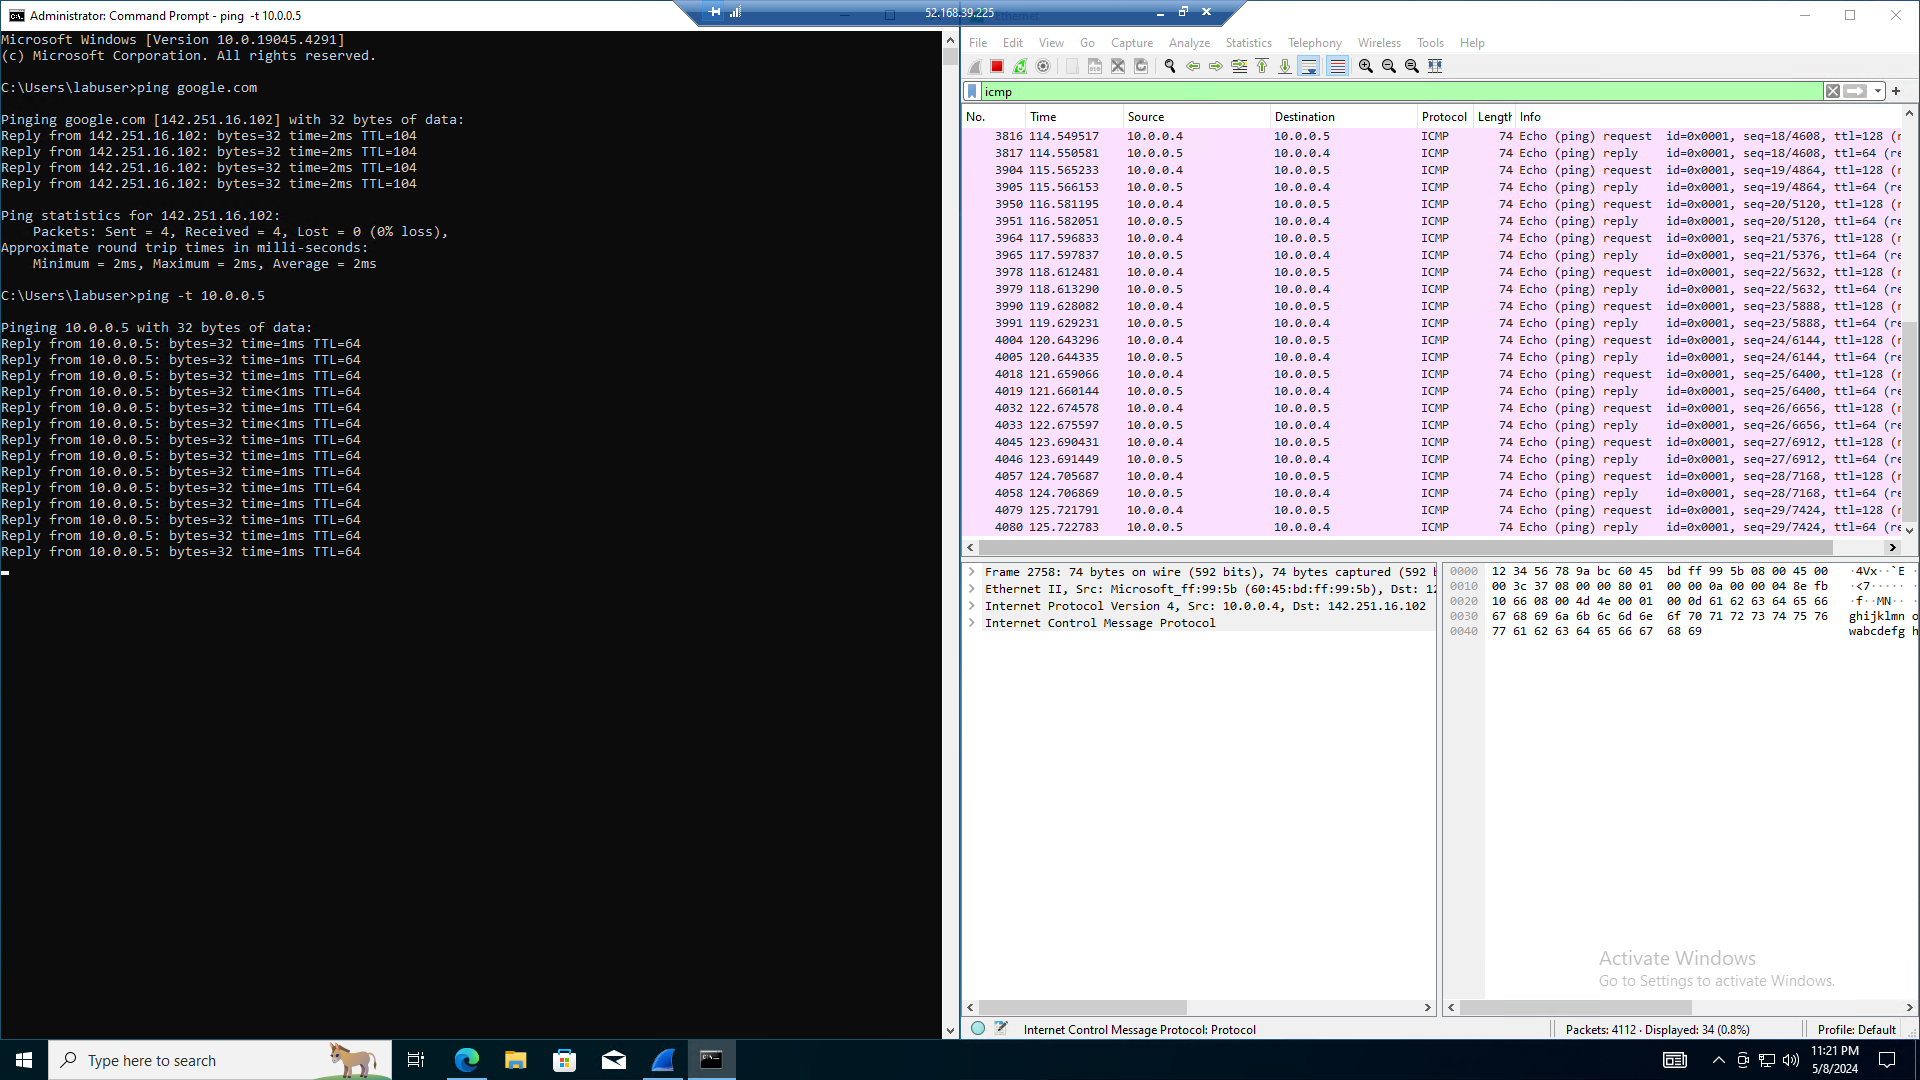 Administrator: Command Prompt - ping -t 10.0.0.5
52.168.39.225
Microsoft Windows [Version 10.0.19045.4291]
(c) Microsoft Corporation. All rights reserved.
C:\Users\labuser>ping google.com
Pinging google.com [142.251.16.102] with 32 bytes of data:
Reply from 142.251.16.102: bytes=32 time=2ms TTL=104
Reply from 142.251.16.102: bytes=32 time=2ms TTL=104
Reply from 142.251.16.102: bytes=32 time=2ms TTL=104
Reply from 142.251.16.102: bytes=32 time=2ms TTL=104
Ping statistics for 142.251.16.102:
Packets: Sent = 4, Received = 4, Lost = 0 (0% loss),
Approximate round trip times in milli-seconds:
Minimum = 2ms, Maximum = 2ms, Average = 2ms
C:\Users\labuser>ping -t 10.0.0.5
Pinging 10.0.0.5 with 32 bytes of data:
Reply from 10.0.0.5: bytes=32 time=1ms TTL=64
Reply from 10.0.0.5: bytes=32 time=1ms TTL=64
Reply from 10.0.0.5: bytes=32 time=1ms TTL=64
Reply from 10.0.0.5: bytes=32 time<1ms TTL=64
Reply from 10.0.0.5: bytes=32 time=1ms TTL=64
Reply from 10.0.0.5: bytes=32 time<1ms TTL=64
Reply from 10.0.0.5: bytes=32 time=1ms TTL=64
Reply from 10.0.0.5: bytes=32 time=1ms TTL=64
Reply from 10.0.0.5: bytes=32 time=1ms TTL=64
Reply from 10.0.0.5: bytes=32 time=1ms TTL=64
Reply from 10.0.0.5: bytes=32 time=1ms TTL=64
Reply from 10.0.0.5: bytes=32 time=1ms TTL=64
Reply from 10.0.0.5: bytes=32 time=1ms TTL=64
Reply from 10.0.0.5: bytes=32 time=1ms TTL=64
File Edit View Go Capture Analyze Statistics Telephony Wireless Tools Help
icmp
No. Time Source Destination Protocol Length Info
3816 114.549517 10.0.0.4 10.0.0.5 ICMP 74 Echo (ping) request id=0x0001, seq=18/4608, ttl=128 (r
3817 114.550581 10.0.0.5 10.0.0.4 ICMP 74 Echo (ping) reply id=0x0001, seq=18/4608, ttl=64 (re
3904 115.565233 10.0.0.4 10.0.0.5 ICMP 74 Echo (ping) request id=0x0001, seq=19/4864, ttl=128 (r
3905 115.566153 10.0.0.5 10.0.0.4 ICMP 74 Echo (ping) reply id=0x0001, seq=19/4864, ttl=64 (re
3950 116.581195 10.0.0.4 10.0.0.5 ICMP 74 Echo (ping) request id=0x0001, seq=20/5120, ttl=128 (r
3951 116.582051 10.0.0.5 10.0.0.4 ICMP 74 Echo (ping) reply id=0x0001, seq=20/5120, ttl=64 (re
3964 117.596833 10.0.0.4 10.0.0.5 ICMP 74 Echo (ping) request id=0x0001, seq=21/5376, ttl=128 (r
3965 117.597837 10.0.0.5 10.0.0.4 ICMP 74 Echo (ping) reply id=0x0001, seq=21/5376, ttl=64 (re
3978 118.612481 10.0.0.4 10.0.0.5 ICMP 74 Echo (ping) request id=0x0001, seq=22/5632, ttl=128 (r
3979 118.613290 10.0.0.5 10.0.0.4 ICMP 74 Echo (ping) reply id=0x0001, seq=22/5632, ttl=64 (re
3990 119.628082 10.0.0.4 10.0.0.5 ICMP 74 Echo (ping) request id=0x0001, seq=23/5888, ttl=128 (r
3991 119.629231 10.0.0.5 10.0.0.4 ICMP 74 Echo (ping) reply id=0x0001, seq=23/5888, ttl=64 (re
4004 120.643296 10.0.0.4 10.0.0.5 ICMP 74 Echo (ping) request id=0x0001, seq=24/6144, ttl=128 (r
4005 120.644335 10.0.0.5 10.0.0.4 ICMP 74 Echo (ping) reply id=0x0001, seq=24/6144, ttl=64 (re
4018 121.659066 10.0.0.4 10.0.0.5 ICMP 74 Echo (ping) request id=0x0001, seq=25/6400, ttl=128 (r
4019 121.660144 10.0.0.5 10.0.0.4 ICMP 74 Echo (ping) reply id=0x0001, seq=25/6400, ttl=64 (re
4032 122.674578 10.0.0.4 10.0.0.5 ICMP 74 Echo (ping) request id=0x0001, seq=26/6656, ttl=128 (r
4033 122.675597 10.0.0.5 10.0.0.4 ICMP 74 Echo (ping) reply id=0x0001, seq=26/6656, ttl=64 (re
4045 123.690431 10.0.0.4 10.0.0.5 ICMP 74 Echo (ping) request id=0x0001, seq=27/6912, ttl=128 (r
4046 123.691449 10.0.0.5 10.0.0.4 ICMP 74 Echo (ping) reply id=0x0001, seq=27/6912, ttl=64 (re
4057 124.705687 10.0.0.4 10.0.0.5 ICMP 74 Echo (ping) request id=0x0001, seq=28/7168, ttl=128 (r
4058 124.706869 10.0.0.5 10.0.0.4 ICMP 74 Echo (ping) reply id=0x0001, seq=28/7168, ttl=64 (re
4079 125.721791 10.0.0.4 10.0.0.5 ICMP 74 Echo (ping) request id=0x0001, seq=29/7424, ttl=128 (r
4080 125.722783 10.0.0.5 10.0.0.4 ICMP 74 Echo (ping) reply id=0x0001, seq=29/7424, ttl=64 (re
Frame 2758: 74 bytes on wire (592 bits), 74 bytes captured (592 b
Ethernet II, Src: Microsoft_ff:99:5b (60:45:bd:ff:99:5b), Dst: 12
Internet Protocol Version 4, Src: 10.0.0.4, Dst: 142.251.16.102
Internet Control Message Protocol
0000 12 34 56 78 9a bc 60 45 bd ff 99 5b 08 00 45 00 ·4Vx··`E ·
0010 00 3c 37 08 00 00 80 01 00 00 0a 00 00 04 8e fb ·<7·····
0020 10 66 08 00 4d 4e 00 01 00 0d 61 62 63 64 65 66 ·f··MN··
0030 67 68 69 6a 6b 6c 6d 6e 6f 70 71 72 73 74 75 76 ghijklmn o
0040 77 61 62 63 64 65 66 67 68 69 wabcdefg h
Activate Windows
Go to Settings to activate Windows.
Internet Control Message Protocol: Protocol
Packets: 4112 · Displayed: 34 (0.8%)
Profile: Default
Type here to search
11:21 PM
5/8/2024